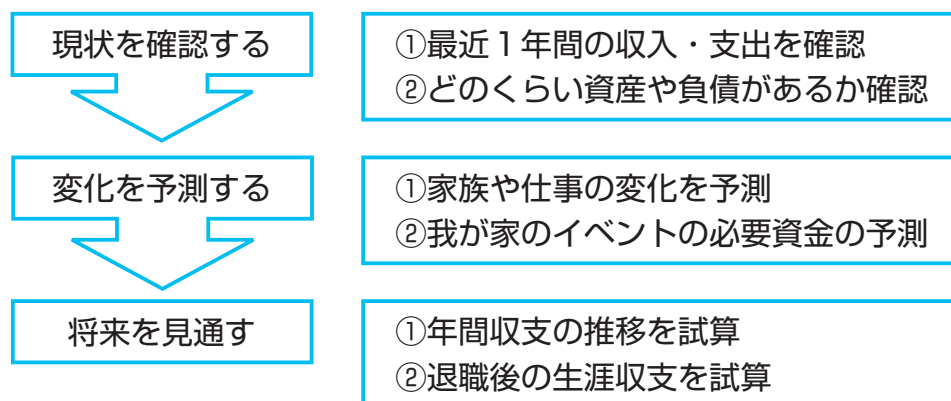 現状を確認する
①最近1年間の収入・支出を確認
②どのくらい資産や負債があるか確認
変化を予測する
①家族や仕事の変化を予測
②我が家のイベントの必要資金の予測
将来を見通す
①年間収支の推移を試算
②退職後の生涯収支を試算